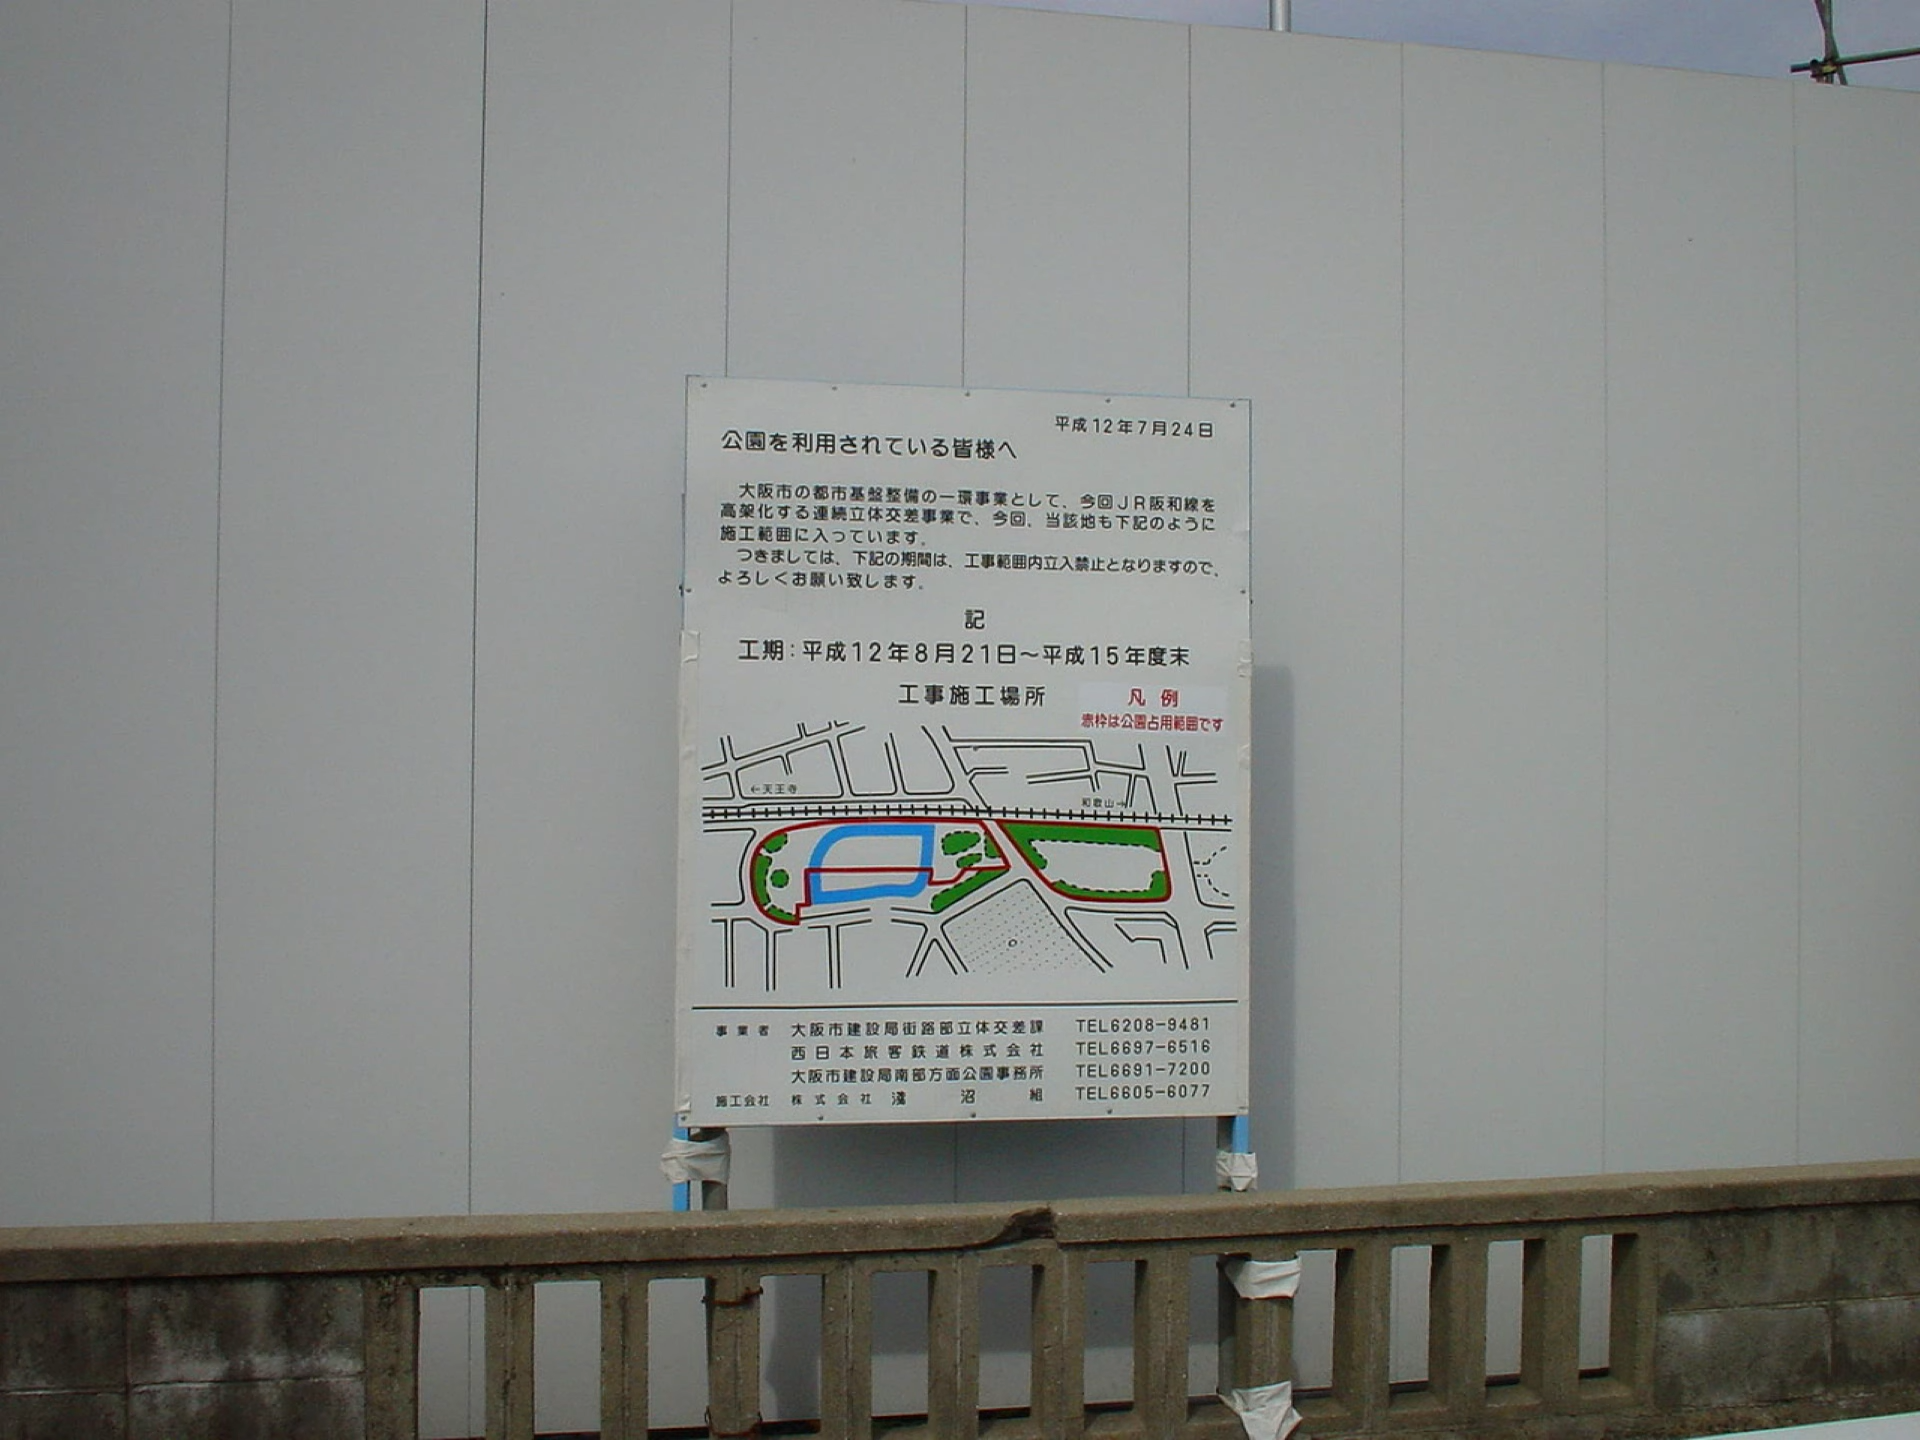 平成12年7月24日
公園を利用されている皆様へ
大阪市の都市基盤整備の一環事業として、今回JR阪和線を
高架化する連続立体交差事業で、今回、当該地も下記のように
施工範囲に入っています。
つきましては、下記の期間は、工事範囲内立入禁止となりますので、
よろしくお願い致します。
記
工期:平成12年8月21日~平成15年度末
工事施工場所
凡例
赤枠は公園占用範囲です
←天王寺
和歌山→
事業者 大阪市建設局街路部立体交差課 TEL6208-9481
西日本旅客鉄道株式会社 TEL6697-6516
大阪市建設局南部方面公園事務所 TEL6691-7200
施工会社 株式会社 淺沼組 TEL6605-6077